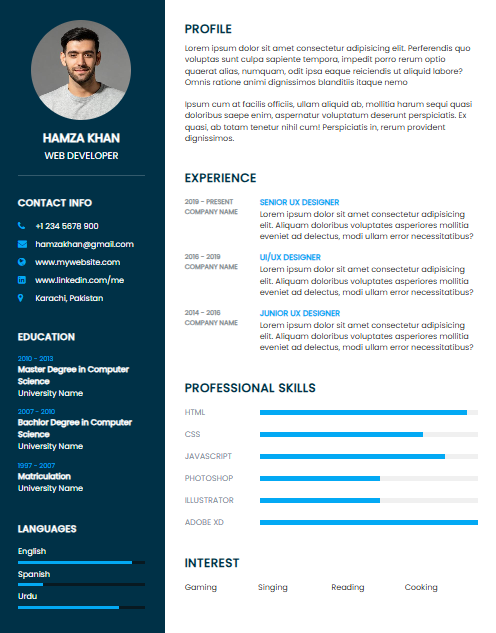 HAMZA KHAN
WEB DEVELOPER
CONTACT INFO
+1 234 5678 900
hamzakhan@gmail.com
www.mywebsite.com
www.linkedin.com/me
Karachi, Pakistan
EDUCATION
2010 - 2013
Master Degree in Computer
Science
University Name
2007 - 2010
Bachlor Degree in Computer
Science
University Name
1997 - 2007
Matriculation
University Name
LANGUAGES
English
Spanish
Urdu
PROFILE
Lorem ipsum dolor sit amet consectetur adipisicing elit. Perferendis quo
voluptas sunt culpa sapiente tempora, impedit porro rerum optio
quaerat alias, numquam, odit ipsa eaque reiciendis ut aliquid labore?
Omnis ratione animi dignissimos blanditiis itaque nemo
Ipsum cum at facilis officiis, ullam aliquid ab, mollitia harum sequi quasi
doloribus saepe enim, aspernatur voluptatum deserunt perspiciatis. Ex
quasi, ab totam tenetur nihil cum! Perspiciatis in, rerum provident
dignissimos.
EXPERIENCE
2019 - PRESENT
COMPANY NAME
SENIOR UX DESIGNER
Lorem ipsum dolor sit amet consectetur adipisicing
elit. Aliquam doloribus voluptates asperiores mollitia
eveniet ad delectus, modi ullam error necessitatibus?
2016 - 2019
COMPANY NAME
UI/UX DESIGNER
Lorem ipsum dolor sit amet consectetur adipisicing
elit. Aliquam doloribus voluptates asperiores mollitia
eveniet ad delectus, modi ullam error necessitatibus?
2014 - 2016
COMPANY NAME
JUNIOR UX DESIGNER
Lorem ipsum dolor sit amet consectetur adipisicing
elit. Aliquam doloribus voluptates asperiores mollitia
eveniet ad delectus, modi ullam error necessitatibus?
PROFESSIONAL SKILLS
HTML
CSS
JAVASCRIPT
PHOTOSHOP
ILLUSTRATOR
ADOBE XD
INTEREST
Gaming Singing Reading Cooking